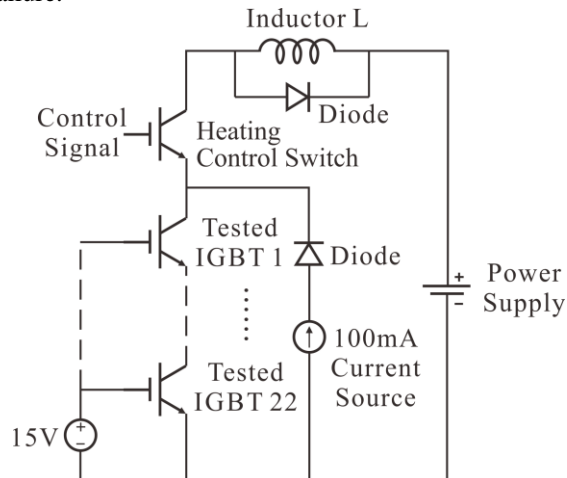 Inductor L
Diode
Control
Signal
Heating
Control Switch
Tested
IGBT 1
Diode
+
−
Power
Supply
100mA
Current
Source
Tested
IGBT 22
15V
+
−